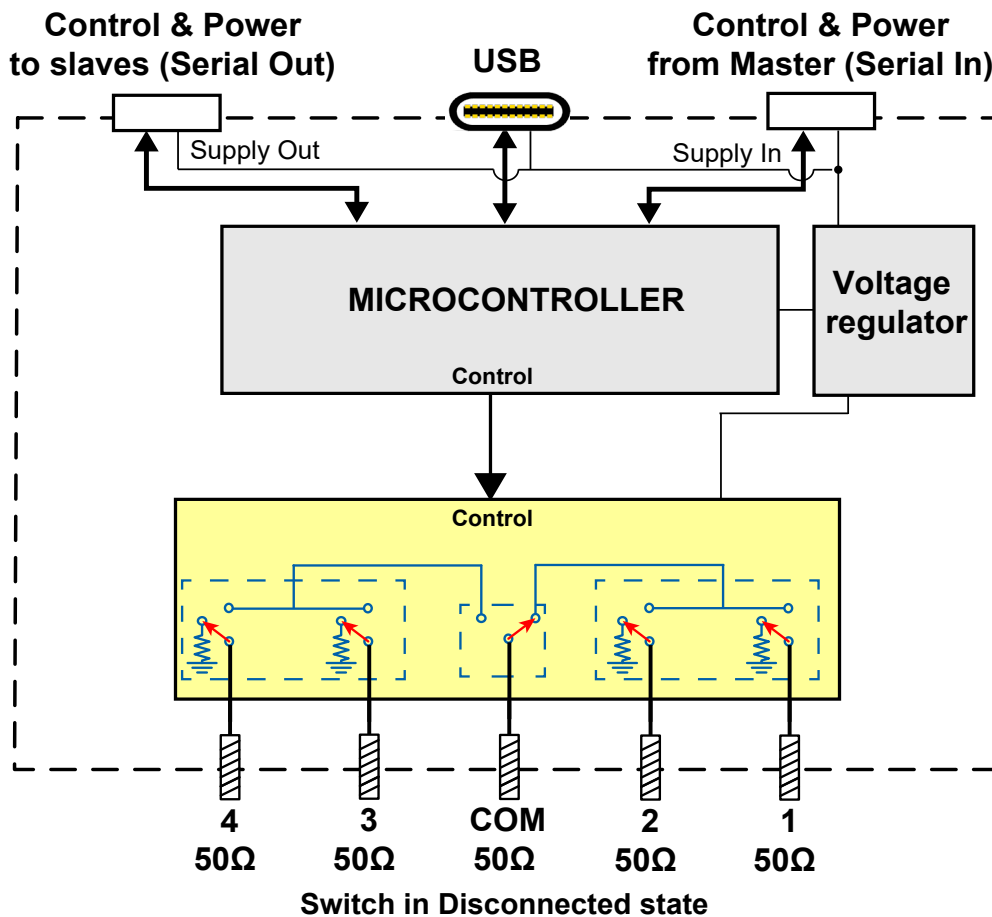 Control & Power
to slaves (Serial Out)
USB
Control & Power
from Master (Serial In)
Supply Out
Supply In
MICROCONTROLLER
Control
Voltage
regulator
Control
4
3
COM
2
1
50Ω
50Ω
50Ω
50Ω
50Ω
Switch in Disconnected state